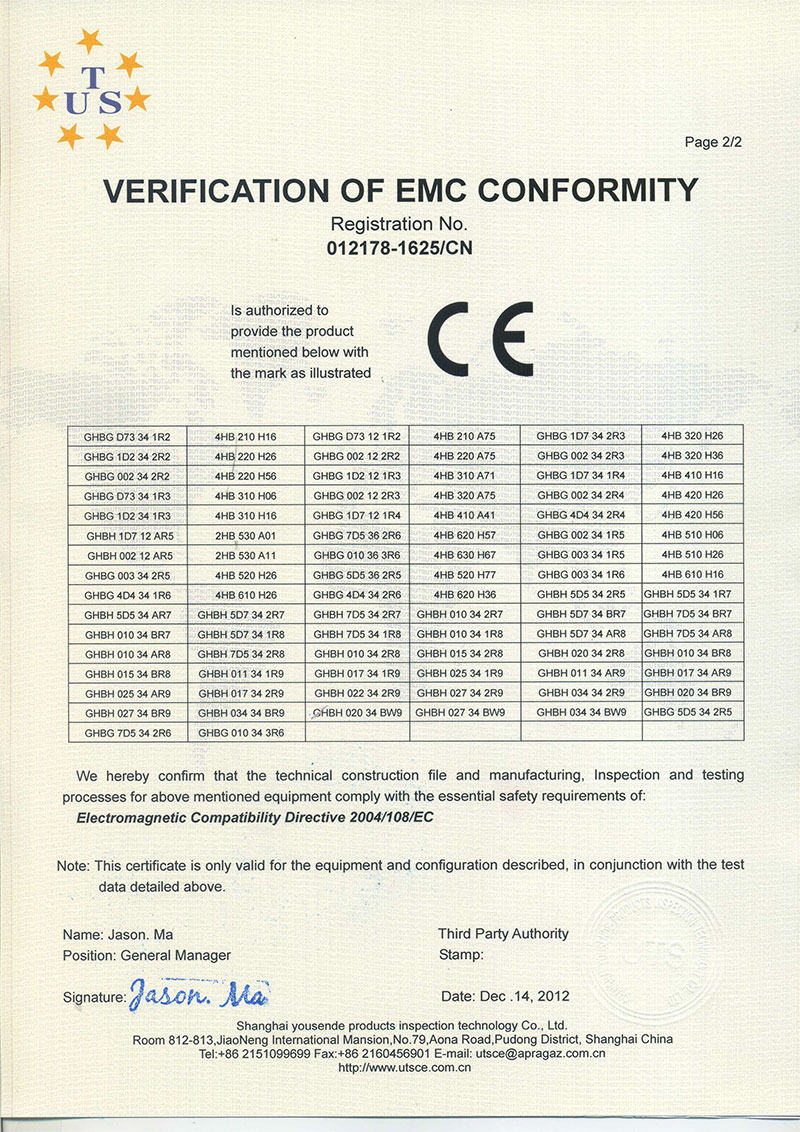 T
US
Page 2/2
VERIFICATION OF EMC CONFORMITY
Registration No.
012178-1625/CN
Is authorized to
provide the product
mentioned below with
the mark as illustrated
CE
GHBG D73 34 1R2 4HB 210 H16 GHBG D73 12 1R2 4HB 210 A75 GHBG 1D7 34 2R3 4HB 320 H26
GHBG 1D2 34 2R2 4HB 220 H26 GHBG 002 12 2R2 4HB 220 A75 GHBG 002 34 2R3 4HB 320 H36
GHBG 002 34 2R2 4HB 220 H56 GHBG 1D2 12 1R3 4HB 310 A71 GHBG 1D7 34 1R4 4HB 410 H16
GHBG D73 34 1R3 4HB 310 H06 GHBG 002 12 2R3 4HB 320 A75 GHBG 002 34 2R4 4HB 420 H26
GHBG 1D2 34 1R3 4HB 310 H16 GHBG 1D7 12 1R4 4HB 410 A41 GHBG 4D4 34 2R4 4HB 420 H56
GHBH 1D7 12 AR5 2HB 530 A01 GHBG 7D5 36 2R6 4HB 620 H57 GHBG 002 34 1R5 4HB 510 H06
GHBH 002 12 AR5 2HB 530 A11 GHBG 010 36 3R6 4HB 630 H67 GHBG 003 34 1R5 4HB 510 H26
GHBG 003 34 2R5 4HB 520 H26 GHBG 5D5 36 2R5 4HB 520 H77 GHBG 003 34 1R6 4HB 610 H16
GHBG 4D4 34 1R6 4HB 610 H26 GHBG 4D4 34 2R6 4HB 620 H36 GHBH 5D5 34 2R5 GHBH 5D5 34 1R7
GHBH 5D5 34 AR7 GHBH 5D7 34 2R7 GHBH 7D5 34 2R7 GHBH 010 34 2R7 GHBH 5D7 34 BR7 GHBH 7D5 34 BR7
GHBH 010 34 BR7 GHBH 5D7 34 1R8 GHBH 7D5 34 1R8 GHBH 010 34 1R8 GHBH 5D7 34 AR8 GHBH 7D5 34 AR8
GHBH 010 34 AR8 GHBH 7D5 34 2R8 GHBH 010 34 2R8 GHBH 015 34 2R8 GHBH 020 34 2R8 GHBH 010 34 BR8
GHBH 015 34 BR8 GHBH 011 34 1R9 GHBH 017 34 1R9 GHBH 025 34 1R9 GHBH 011 34 AR9 GHBH 017 34 AR9
GHBH 025 34 AR9 GHBH 017 34 2R9 GHBH 022 34 2R9 GHBH 027 34 2R9 GHBH 034 34 2R9 GHBH 020 34 BR9
GHBH 027 34 BR9 GHBH 034 34 BR9 GHBH 020 34 BW9 GHBH 027 34 BW9 GHBH 034 34 BW9 GHBG 5D5 34 2R5
GHBG 7D5 34 2R6 GHBG 010 34 3R6
We hereby confirm that the technical construction file and manufacturing, Inspection and testing
processes for above mentioned equipment comply with the essential safety requirements of:
Electromagnetic Compatibility Directive 2004/108/EC
Note: This certificate is only valid for the equipment and configuration described, in conjunction with the test
data detailed above.
Name: Jason. Ma
Position: General Manager
Third Party Authority
Stamp:
Signature: Jason. Ma
Date: Dec .14, 2012
Shanghai yousende products inspection technology Co., Ltd.
Room 812-813,JiaoNeng International Mansion,No.79,Aona Road,Pudong District, Shanghai China
Tel:+86 2151099699 Fax:+86 2160456901 E-mail: utsce@apragaz.com.cn
http://www.utsce.com.cn